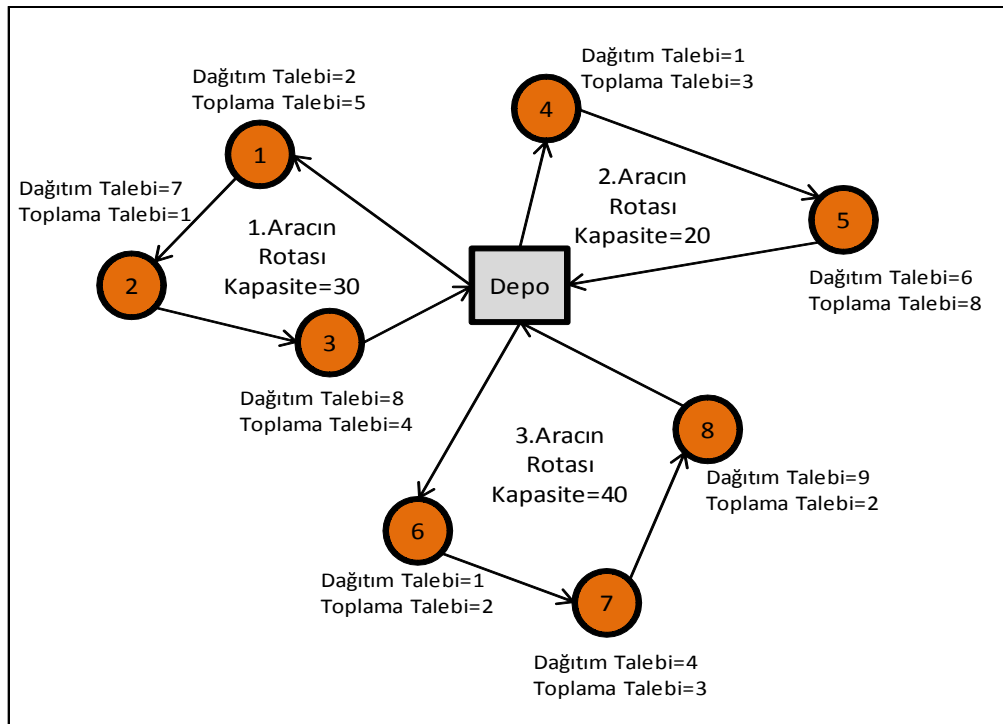 Dağıtım Talebi=2
Toplama Talebi=5
1
Dağıtım Talebi=7
Toplama Talebi=1
2
1.Aracın
Rotası
Kapasite=30
3
Dağıtım Talebi=8
Toplama Talebi=4
Dağıtım Talebi=1
Toplama Talebi=3
4
2.Aracın
Rotası
Kapasite=20
5
Dağıtım Talebi=6
Toplama Talebi=8
Depo
3.Aracın
Rotası
Kapasite=40
8
Dağıtım Talebi=9
Toplama Talebi=2
6
Dağıtım Talebi=1
Toplama Talebi=2
7
Dağıtım Talebi=4
Toplama Talebi=3